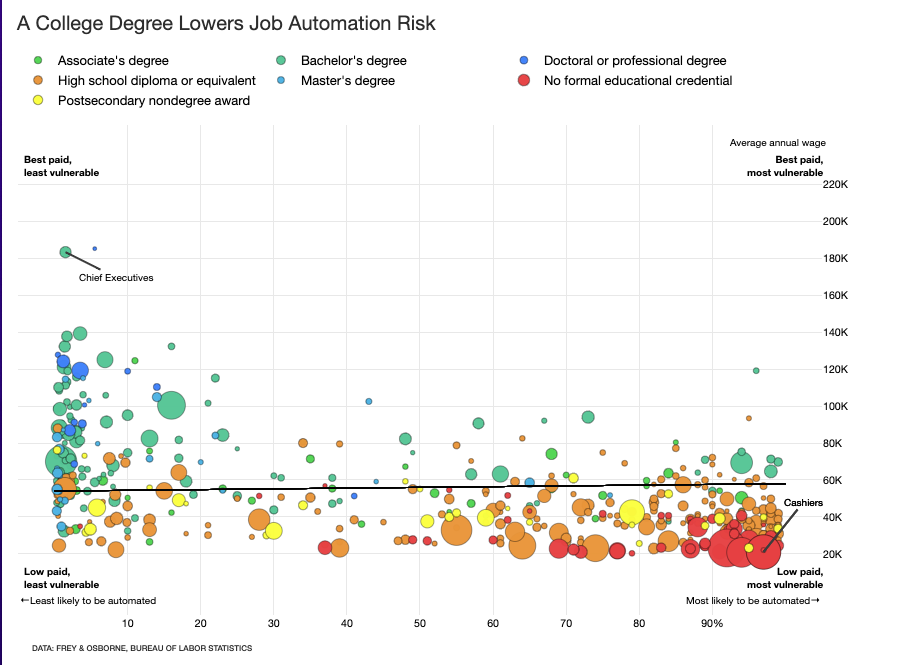 A College Degree Lowers Job Automation Risk
Associate's degree
Bachelor's degree
Doctoral or professional degree
High school diploma or equivalent
Master's degree
No formal educational credential
Postsecondary nondegree award
Average annual wage
Best paid,
least vulnerable
Best paid,
most vulnerable
220K
200K
180K
Chief Executives
160K
140K
120K
100K
80K
60K
Cashiers
40K
20K
Low paid,
least vulnerable
Low paid,
most vulnerable
←Least likely to be automated
Most likely to be automated→
10 20 30 40 50 60 70 80 90%
DATA: FREY & OSBORNE, BUREAU OF LABOR STATISTICS